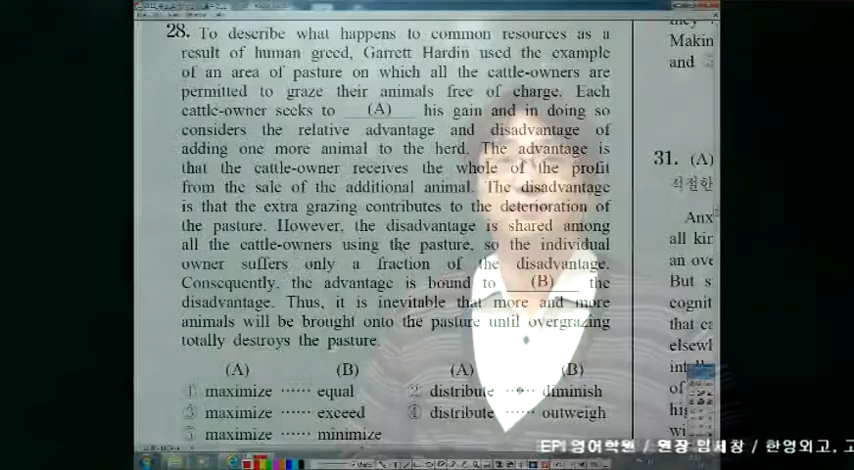 28. To describe what happens to common resources as a
result of human greed, Garrett Hardin used the example
of an area of pasture on which all the cattle-owners are
permitted to graze their animals free of charge. Each
cattle-owner seeks to (A) his gain and in doing so
considers the relative advantage and disadvantage of
adding one more animal to the herd. The advantage is
that the cattle-owner receives the whole of the profit
from the sale of the additional animal. The disadvantage
is that the extra grazing contributes to the deterioration of
the pasture. However, the disadvantage is shared among
all the cattle-owners using the pasture, so the individual
owner suffers only a fraction of the disadvantage.
Consequently, the advantage is bound to (B) the
disadvantage. Thus, it is inevitable that more and more
animals will be brought onto the pasture until overgrazing
totally destroys the pasture.
(A) (B) (A) (B)
① maximize ······ equal ② distribute ······ diminish
③ maximize ······ exceed ④ distribute ······ outweigh
⑤ maximize ······ minimize
Makin
and
31. (A)
적절한
Anx
all kin
an ove
But s
cognit
that ca
elsewh
of
hig
wi
EPI 영어학원 / 원장 임세창 / 한영외고, 고